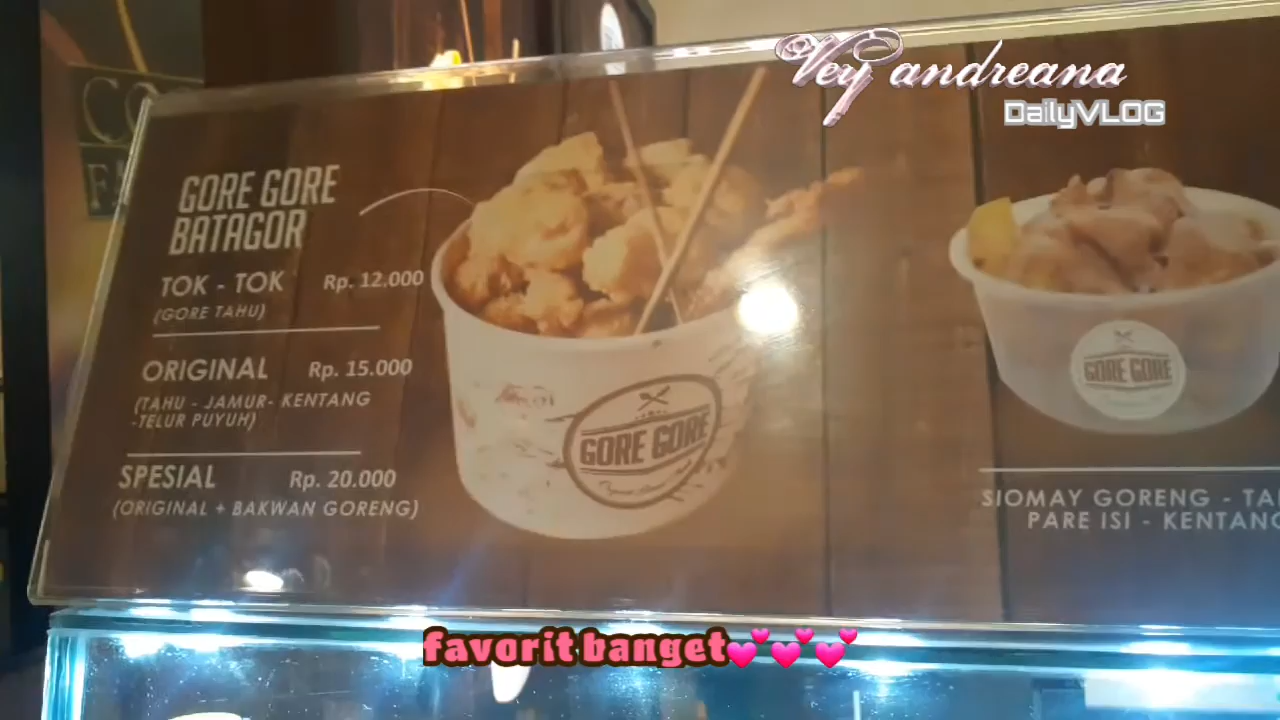 Vey andreana
DailyVLOG
GORE GORE
BATAGOR
TOK - TOK Rp. 12.000
(GORE TAHU)
ORIGINAL Rp. 15.000
(TAHU - JAMUR- KENTANG
-TELUR PUYUH)
SPESIAL Rp. 20.000
(ORIGINAL + BAKWAN GORENG)
GORE GORE
GORE GORE
SIOMAY GORENG -
PARE ISI - KENTANG
favorit banget💕💕💕